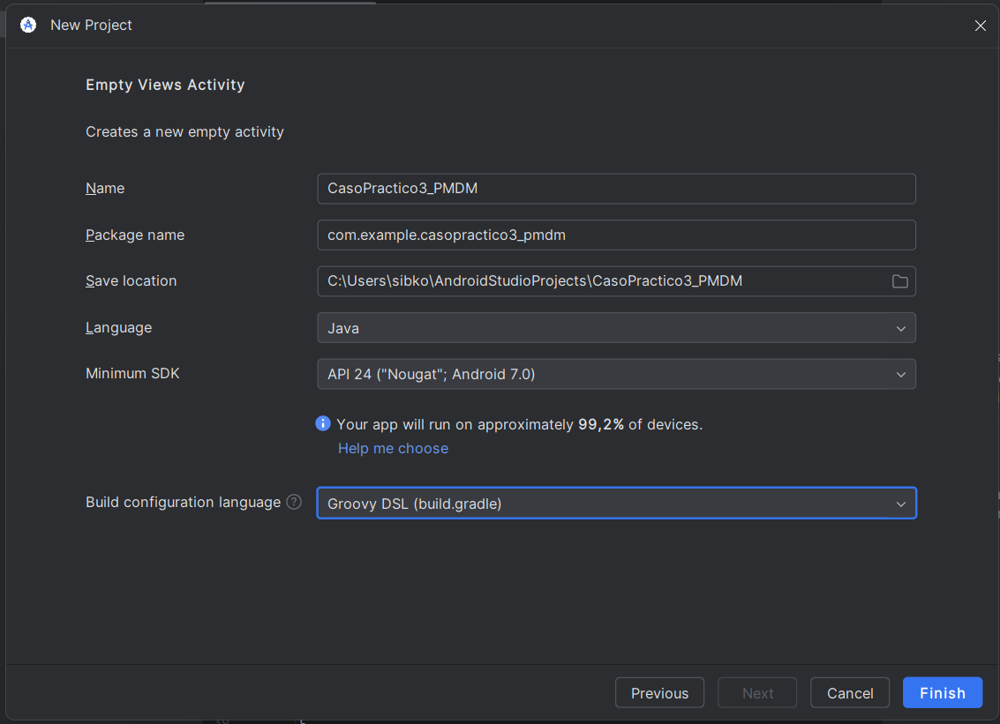 New Project
Empty Views Activity
Creates a new empty activity
Name
CasoPractico3_PMDM
Package name
com.example.casopractico3_pmdm
Save location
C:\Users\sibko\AndroidStudioProjects\CasoPractico3_PMDM
Language
Java
Minimum SDK
API 24 ("Nougat"; Android 7.0)
Your app will run on approximately 99,2% of devices.
Help me choose
Build configuration language ?
Groovy DSL (build.gradle)
Previous
Next
Cancel
Finish